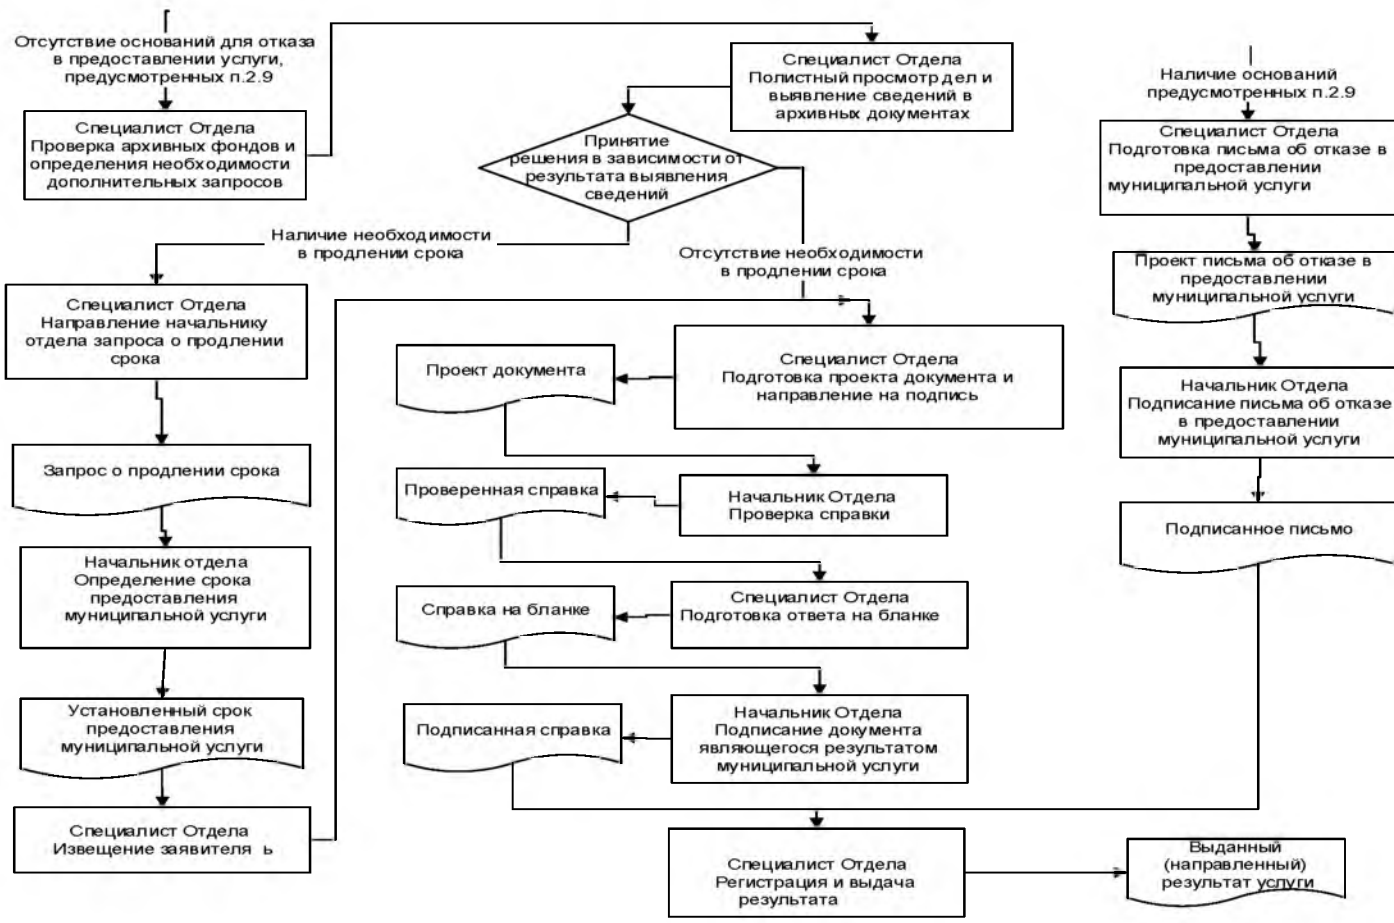 Отсутствие оснований для отказа
в предоставлении услуги,
предусмотренных п.2.9
Специалист Отдела
Проверка архивных фондов и
определения необходимости
дополнительных запросов
Специалист Отдела
Полистный просмотр дел и
выявление сведений в
архивных документах
Принятие
решения в зависимости от
результата выявления
сведений
Наличие необходимости
в продлении срока
Отсутствие необходимости
в продлении срока
Специалист Отдела
Направление начальнику
отдела запроса о продлении
срока
Запрос о продлении срока
Начальник отдела
Определение срока
предоставления
муниципальной услуги
Установленный срок
предоставления
муниципальной услуги
Специалист Отдела
Извещение заявителя ь
Специалист Отдела
Подготовка проекта документа и
направление на подпись
Проект документа
Начальник Отдела
Проверка справки
Проверенная справка
Специалист Отдела
Подготовка ответа на бланке
Справка на бланке
Начальник Отдела
Подписание документа
являющегося результатом
муниципальной услуги
Подписанная справка
Специалист Отдела
Регистрация и выдача
результата
Выданный
(направленный)
результат услуги
Наличие оснований
предусмотренных п.2.9
Специалист Отдела
Подготовка письма об отказе в
предоставлении
муниципальной услуги
Проект письма об отказе в
предоставлении
муниципальной услуги
Начальник Отдела
Подписание письма об отказе
в предоставлении
муниципальной услуги
Подписанное письмо